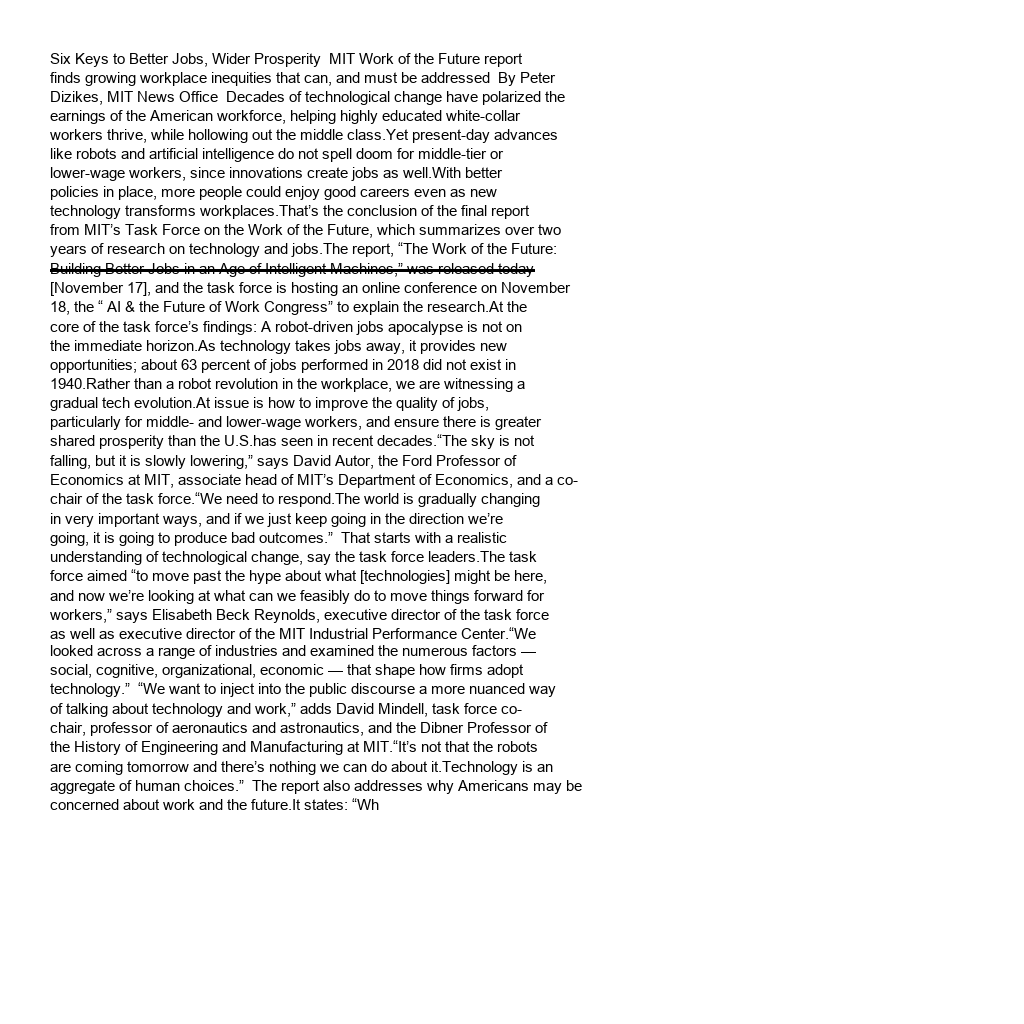 Six Keys to Better Jobs, Wider Prosperity  MIT Work of the Future report
finds growing workplace inequities that can, and must be addressed  By Peter
Dizikes, MIT News Office  Decades of technological change have polarized the
earnings of the American workforce, helping highly educated white-collar
workers thrive, while hollowing out the middle class.Yet present-day advances
like robots and artificial intelligence do not spell doom for middle-tier or
lower-wage workers, since innovations create jobs as well.With better
policies in place, more people could enjoy good careers even as new
technology transforms workplaces.That’s the conclusion of the final report
from MIT’s Task Force on the Work of the Future, which summarizes over two
years of research on technology and jobs.The report, “The Work of the Future:
Building Better Jobs in an Age of Intelligent Machines,” was released today
[November 17], and the task force is hosting an online conference on November
18, the “ AI & the Future of Work Congress” to explain the research.At the
core of the task force’s findings: A robot-driven jobs apocalypse is not on
the immediate horizon.As technology takes jobs away, it provides new
opportunities; about 63 percent of jobs performed in 2018 did not exist in
1940.Rather than a robot revolution in the workplace, we are witnessing a
gradual tech evolution.At issue is how to improve the quality of jobs,
particularly for middle- and lower-wage workers, and ensure there is greater
shared prosperity than the U.S.has seen in recent decades.“The sky is not
falling, but it is slowly lowering,” says David Autor, the Ford Professor of
Economics at MIT, associate head of MIT’s Department of Economics, and a co-
chair of the task force.“We need to respond.The world is gradually changing
in very important ways, and if we just keep going in the direction we’re
going, it is going to produce bad outcomes.”  That starts with a realistic
understanding of technological change, say the task force leaders.The task
force aimed “to move past the hype about what [technologies] might be here,
and now we’re looking at what can we feasibly do to move things forward for
workers,” says Elisabeth Beck Reynolds, executive director of the task force
as well as executive director of the MIT Industrial Performance Center.“We
looked across a range of industries and examined the numerous factors —
social, cognitive, organizational, economic — that shape how firms adopt
technology.”  “We want to inject into the public discourse a more nuanced way
of talking about technology and work,” adds David Mindell, task force co-
chair, professor of aeronautics and astronautics, and the Dibner Professor of
the History of Engineering and Manufacturing at MIT.“It’s not that the robots
are coming tomorrow and there’s nothing we can do about it.Technology is an
aggregate of human choices.”  The report also addresses why Americans may be
concerned about work and the future.It states: “Wh